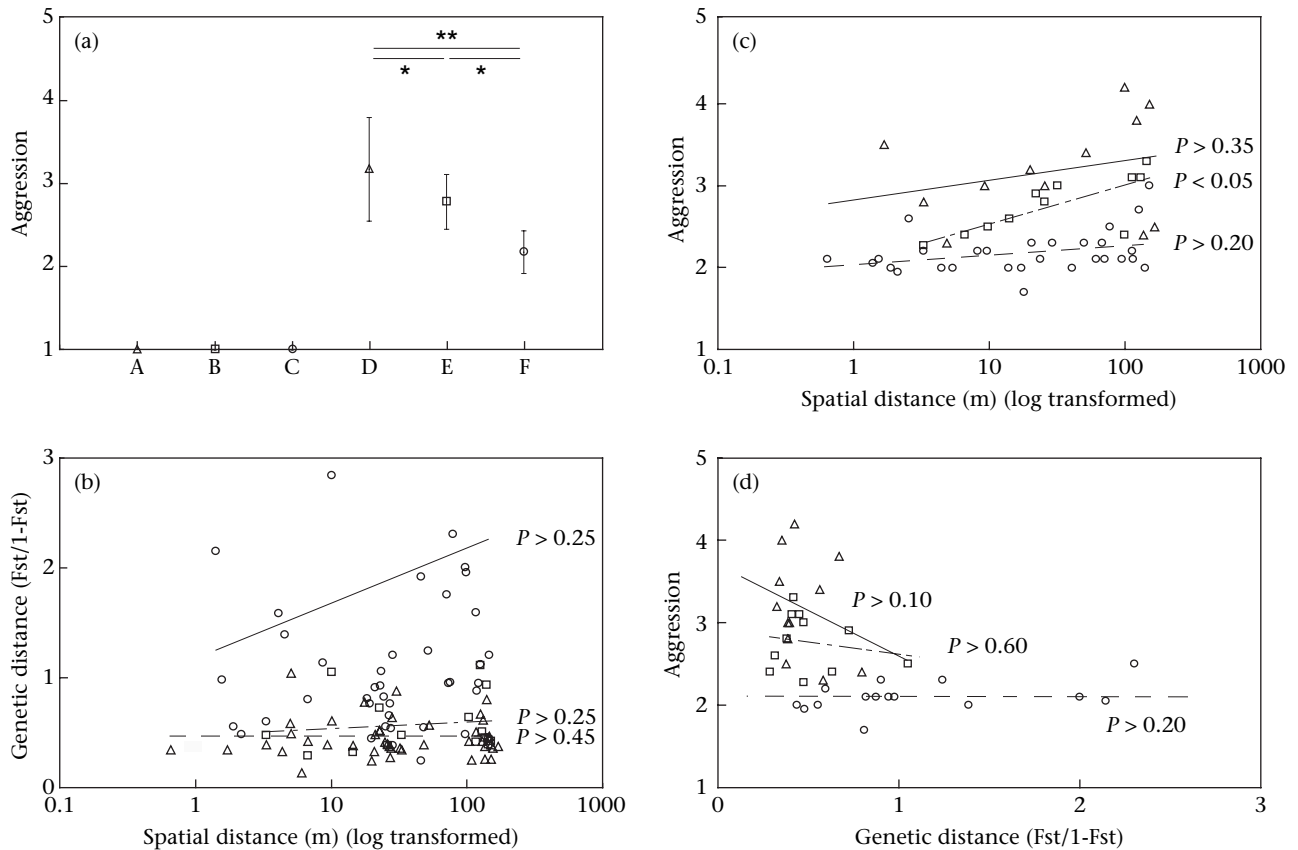 (a)
5
4
3
2
1
Aggression
**
*
*
A
B
C
D
E
F
(c)
5
4
3
2
1
Aggression
P > 0.35
P < 0.05
P > 0.20
0.1
1
10
100
1000
Spatial distance (m) (log transformed)
(b)
3
2
1
0
Genetic distance (Fst/1-Fst)
P > 0.25
P > 0.25
P > 0.45
0.1
1
10
100
1000
Spatial distance (m) (log transformed)
(d)
5
4
3
2
1
Aggression
P > 0.10
P > 0.60
P > 0.20
0
1
2
3
Genetic distance (Fst/1-Fst)